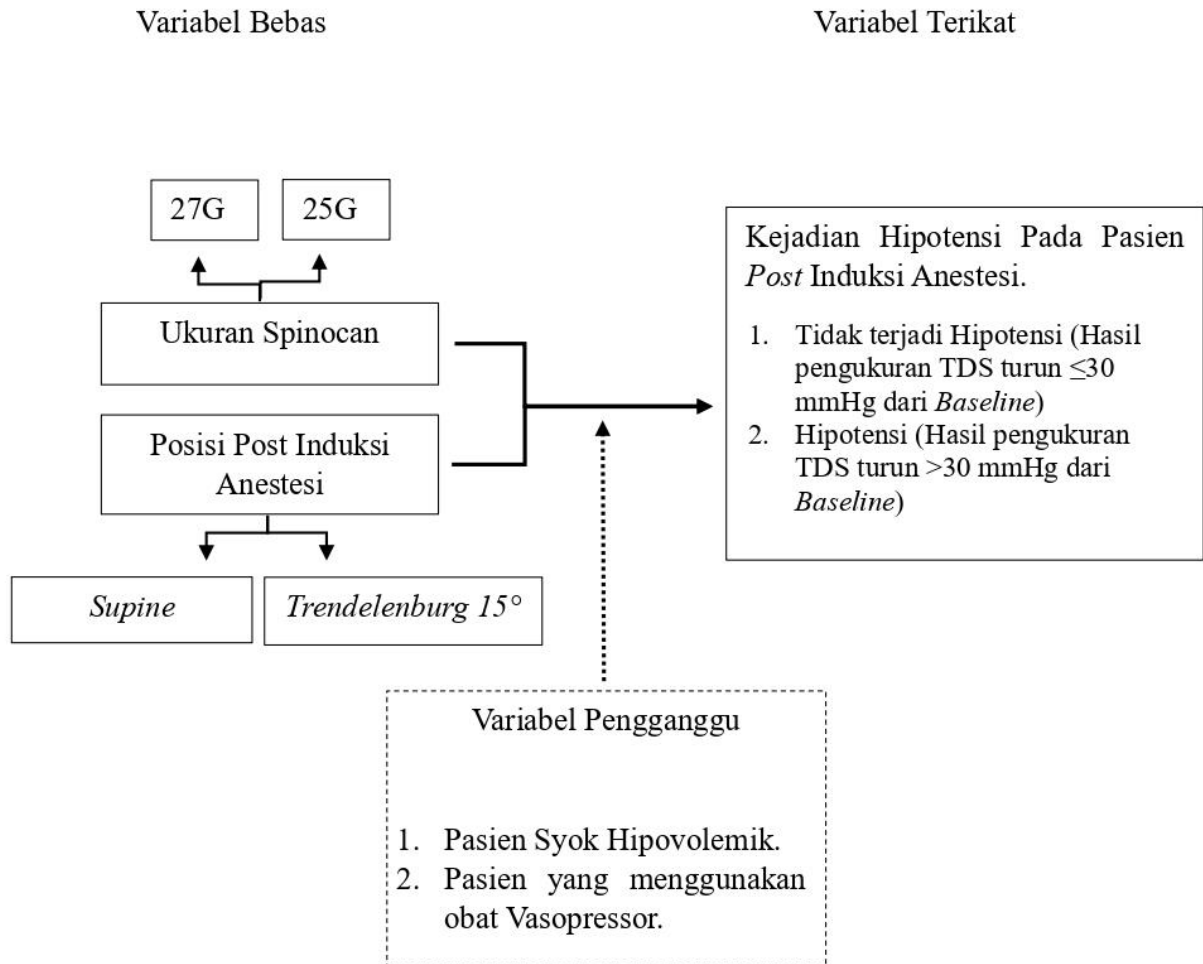 Variabel Bebas
Variabel Terikat
27G
25G
Ukuran Spinocan
Posisi Post Induksi
Anestesi
Supine
Trendelenburg 15°
Kejadian Hipotensi Pada Pasien
Post Induksi Anestesi.
1. Tidak terjadi Hipotensi (Hasil
pengukuran TDS turun ≤30
mmHg dari Baseline)
2. Hipotensi (Hasil pengukuran
TDS turun >30 mmHg dari
Baseline)
Variabel Pengganggu
1. Pasien Syok Hipovolemik.
2. Pasien yang menggunakan
obat Vasopressor.